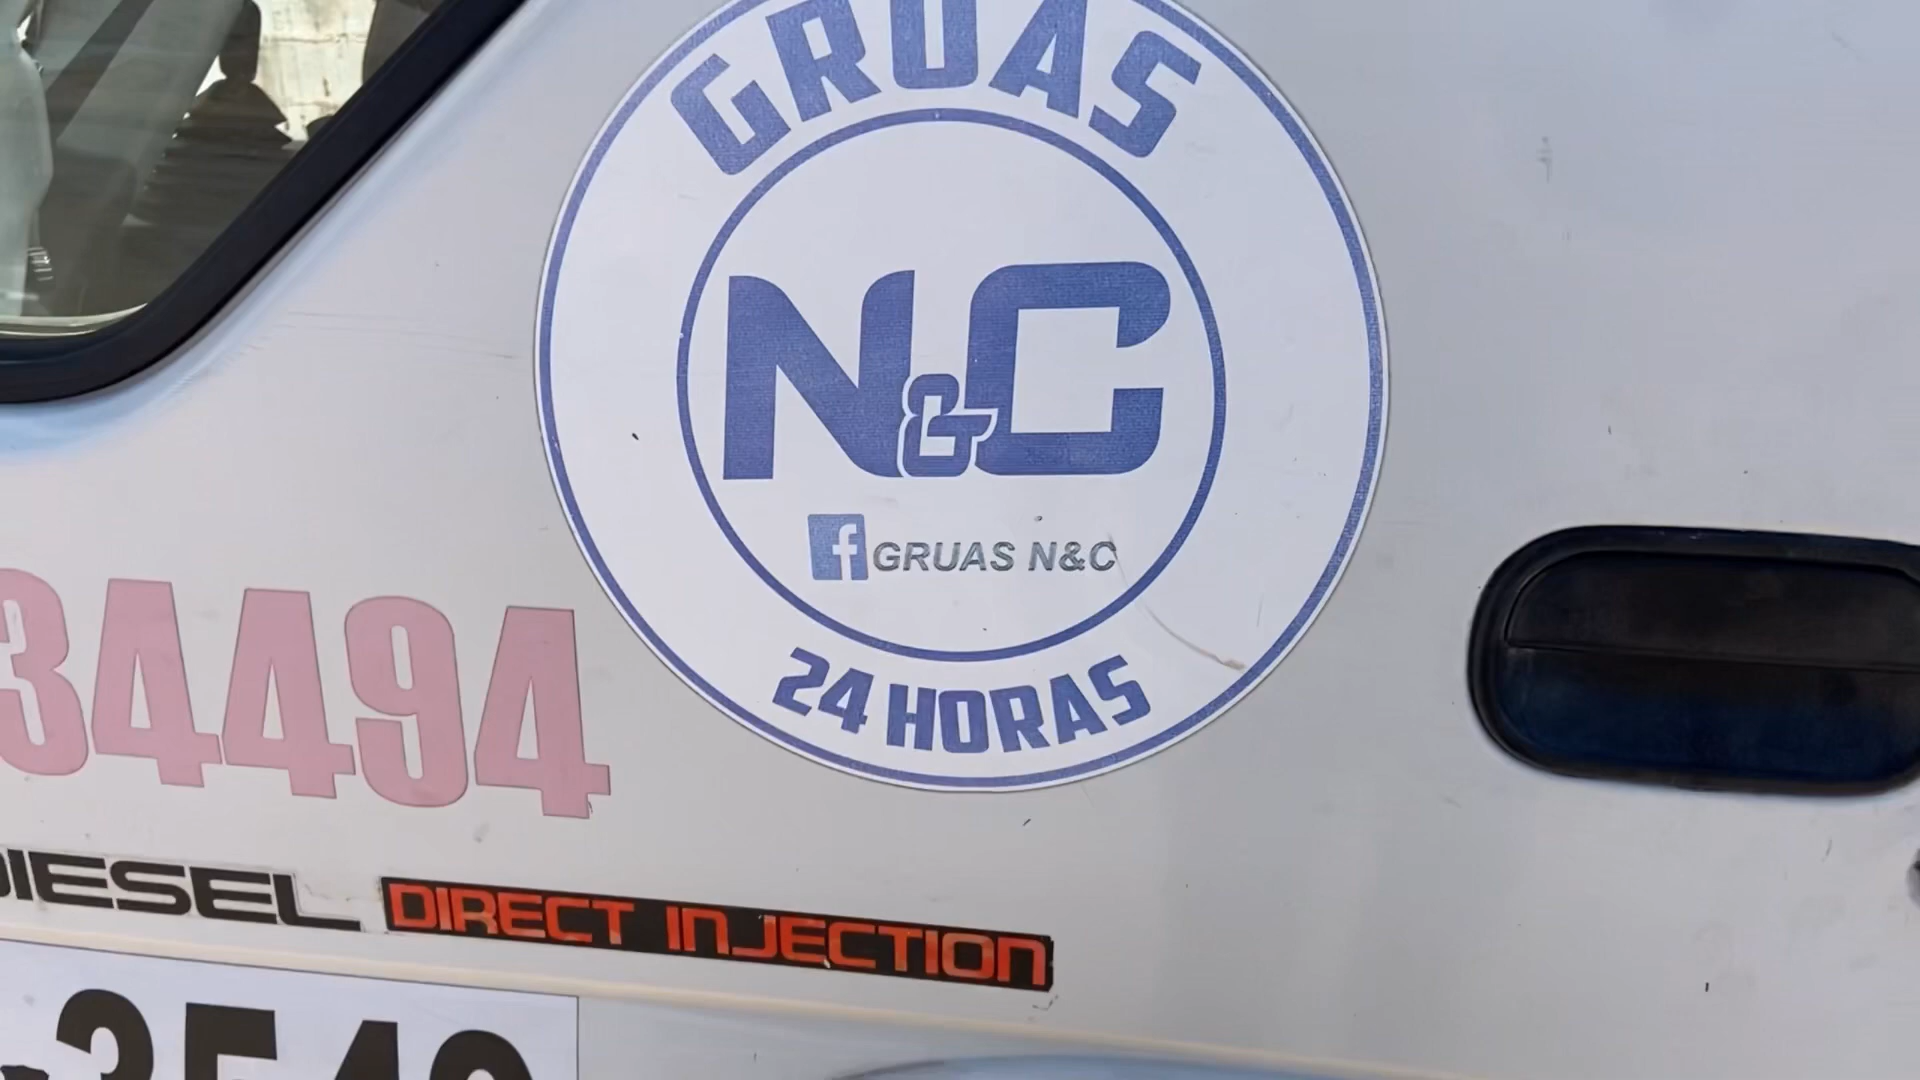 GRUAS
N&C
GRUAS N&C
24 HORAS
34494
DIESEL DIRECT INJECTION